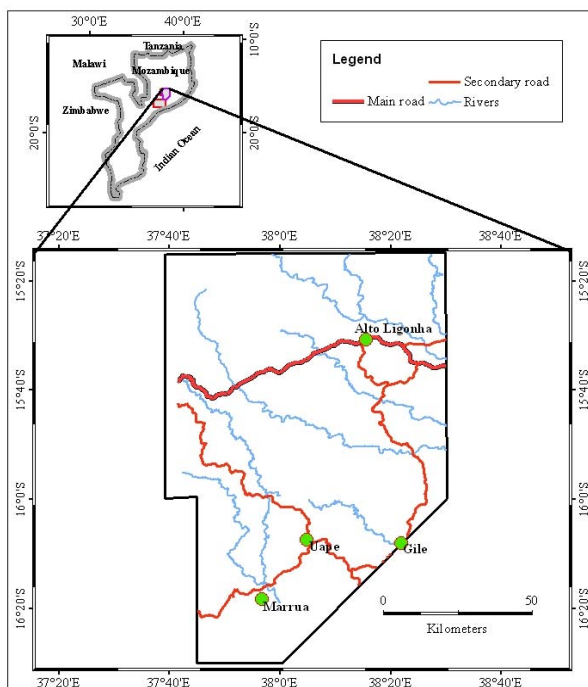 30°0'E 40°0'E
10°0'S
10°0'S
20°0'S
20°0'S
Tanzania
Malawi
Mozambique
Zimbabwe
Indian Ocean
Legend
Secondary road
Main road
Rivers
37°20'E 37°40'E 38°0'E 38°20'E 38°40'E
15°20'S
15°20'S
Alto Ligonha
15°40'S
15°40'S
16°0'S
16°0'S
Uape
Gile
Marrua
16°20'S
16°20'S
0 50
Kilometers
37°20'E 37°40'E 38°0'E 38°20'E 38°40'E